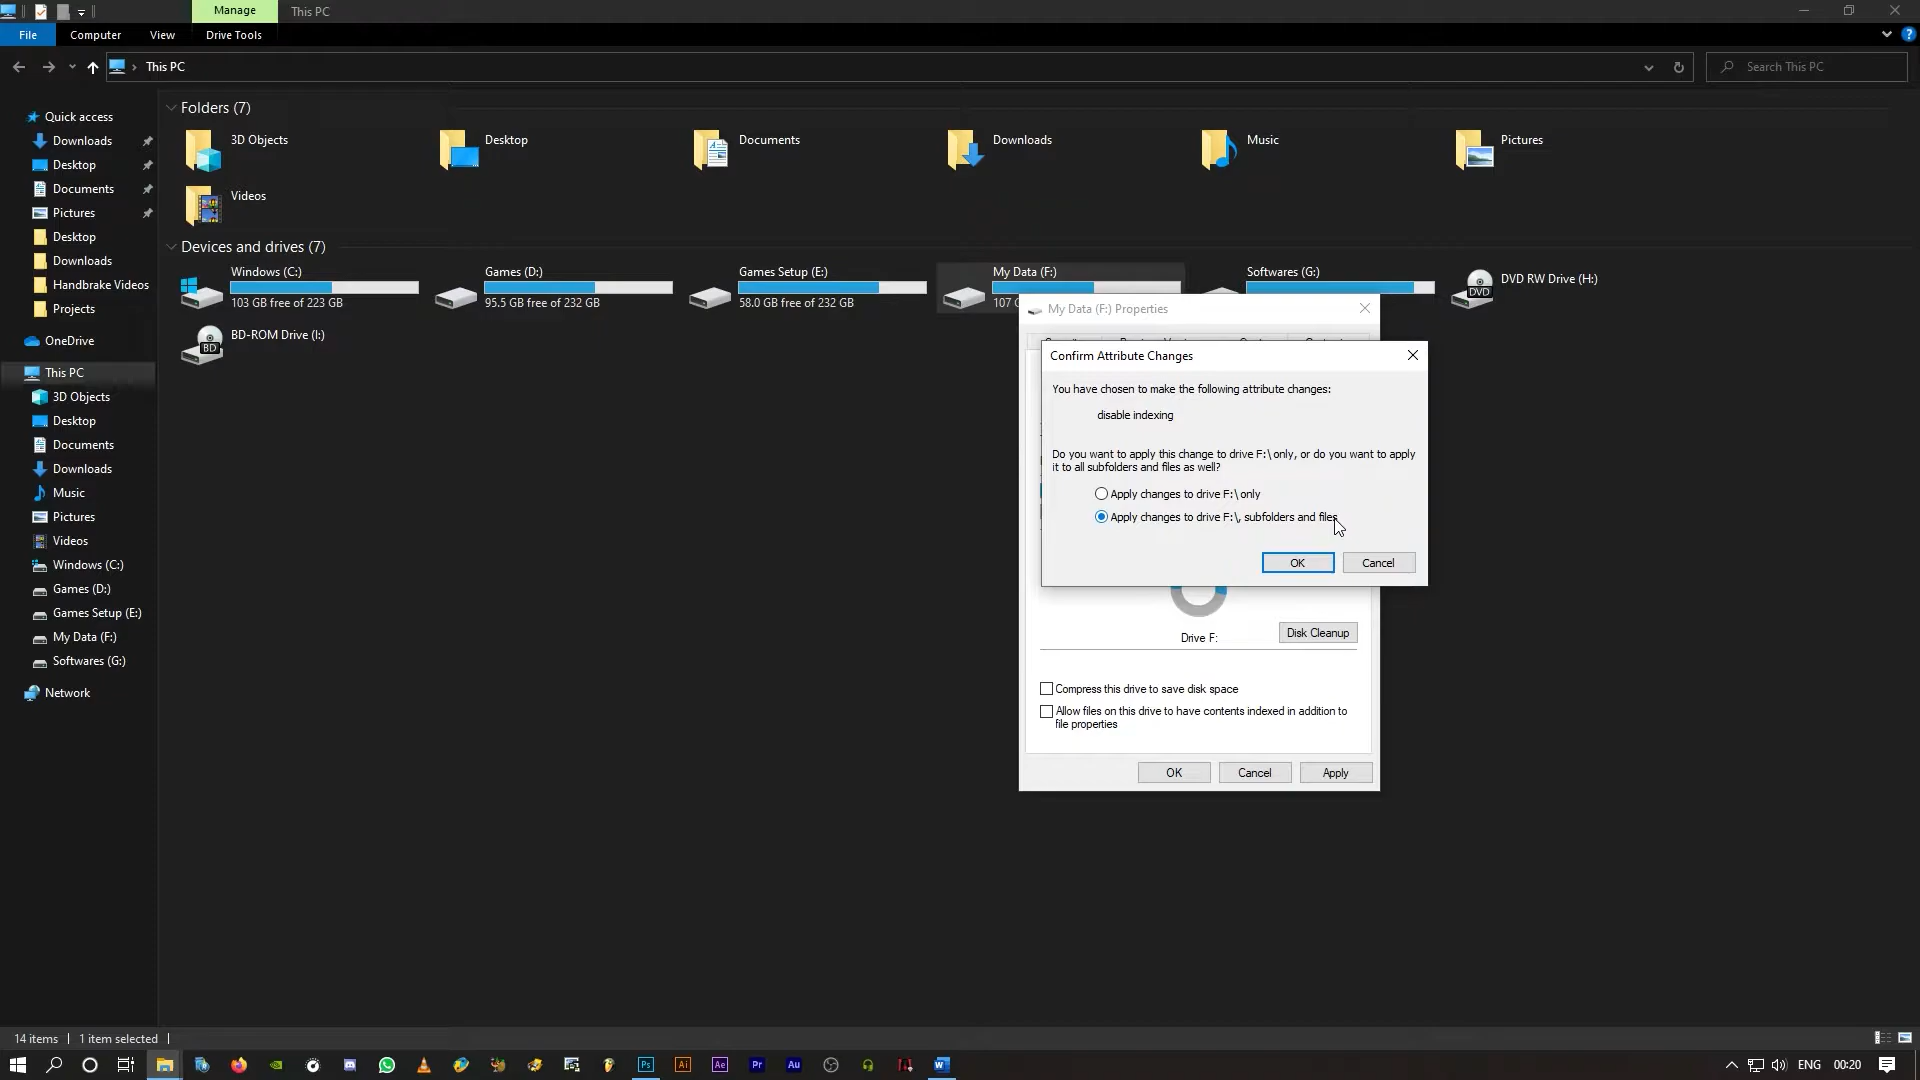 Manage
This PC
File
Computer
View
Drive Tools
This PC
Search This PC
Quick access
Downloads
Desktop
Documents
Pictures
Desktop
Downloads
Handbrake Videos
Projects
OneDrive
This PC
3D Objects
Desktop
Documents
Downloads
Music
Pictures
Videos
Windows (C:)
Games (D:)
Games Setup (E:)
My Data (F:)
Softwares (G:)
Network
Folders (7)
3D Objects
Desktop
Documents
Downloads
Music
Pictures
Videos
Devices and drives (7)
Windows (C:)
103 GB free of 223 GB
Games (D:)
95.5 GB free of 232 GB
Games Setup (E:)
58.0 GB free of 232 GB
My Data (F:)
107
Softwares (G:)
DVD
DVD RW Drive (H:)
BD
BD-ROM Drive (I:)
My Data (F:) Properties
Confirm Attribute Changes
You have chosen to make the following attribute changes:
disable indexing
Do you want to apply this change to drive F:\ only, or do you want to apply
it to all subfolders and files as well?
Apply changes to drive F:\ only
Apply changes to drive F:\, subfolders and files
OK
Cancel
Drive F:
Disk Cleanup
Compress this drive to save disk space
Allow files on this drive to have contents indexed in addition to
file properties
OK
Cancel
Apply
14 items
1 item selected
Ps
Ai
Ae
Pr
Au
ENG
00:20